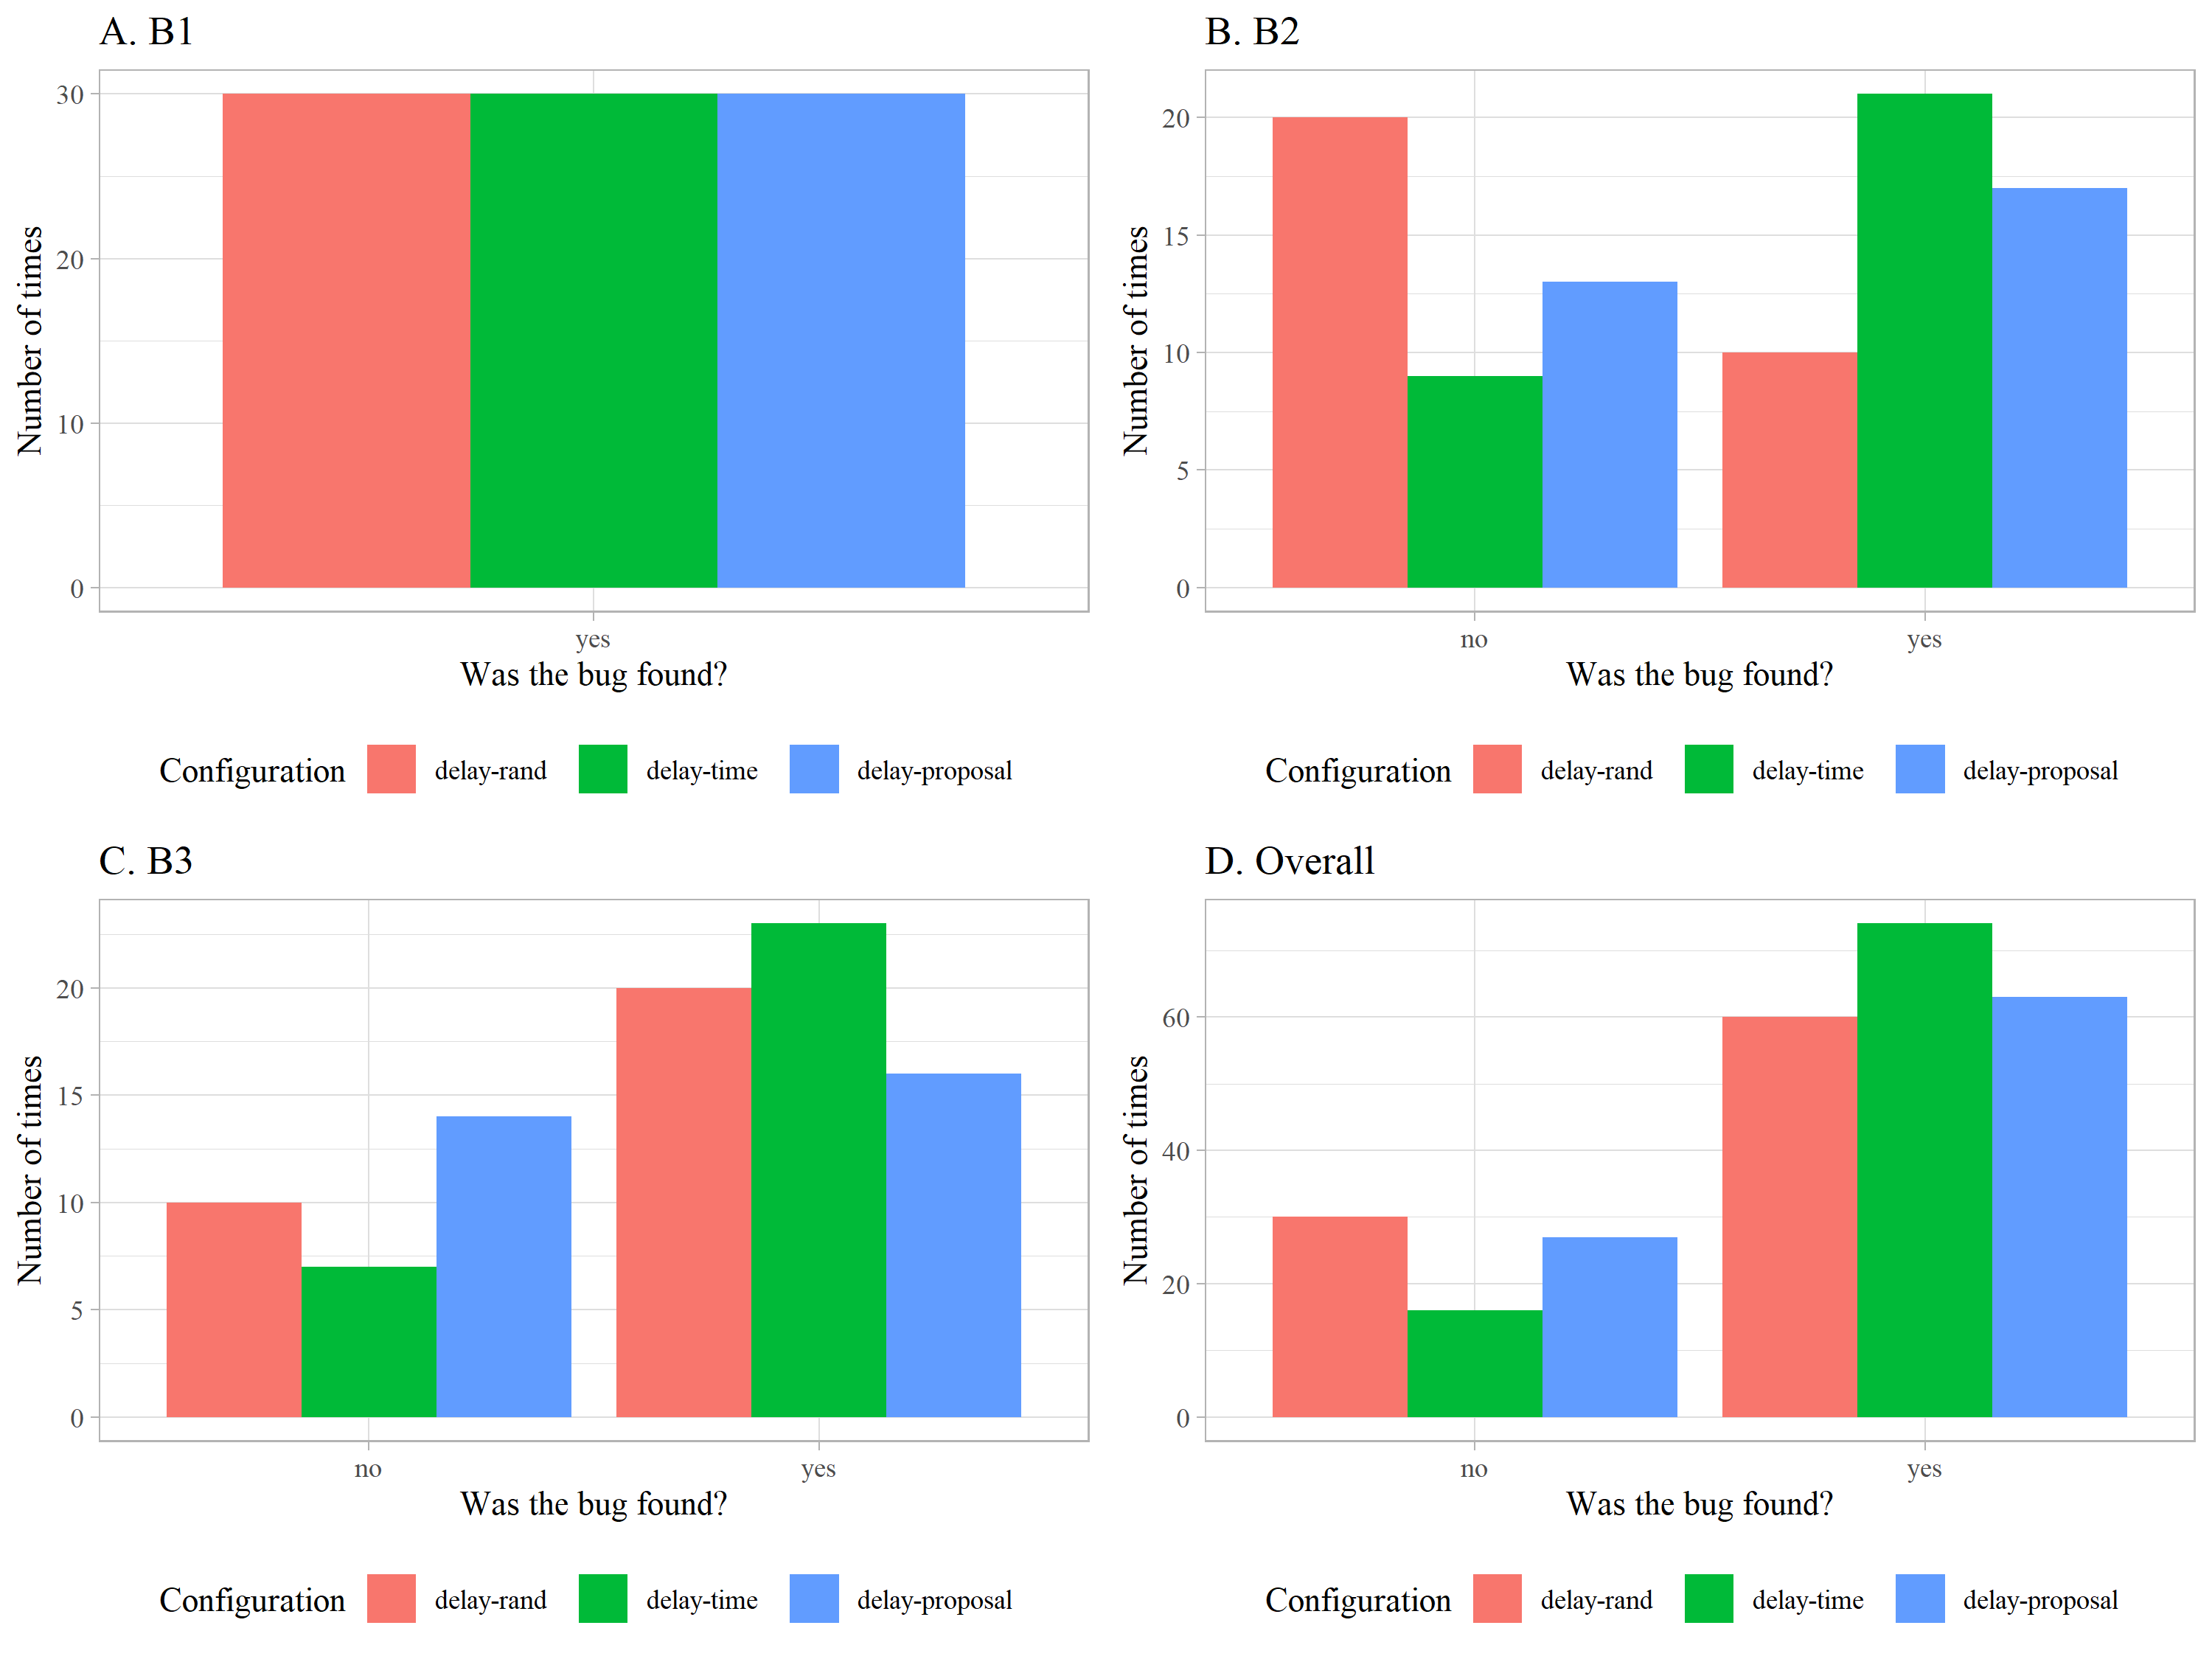 A. B1
Number of times
30
20
10
0
yes
Was the bug found?
Configuration delay-rand delay-time delay-proposal
B. B2
Number of times
20
15
10
5
0
no yes
Was the bug found?
Configuration delay-rand delay-time delay-proposal
C. B3
Number of times
20
15
10
5
0
no yes
Was the bug found?
Configuration delay-rand delay-time delay-proposal
D. Overall
Number of times
60
40
20
0
no yes
Was the bug found?
Configuration delay-rand delay-time delay-proposal